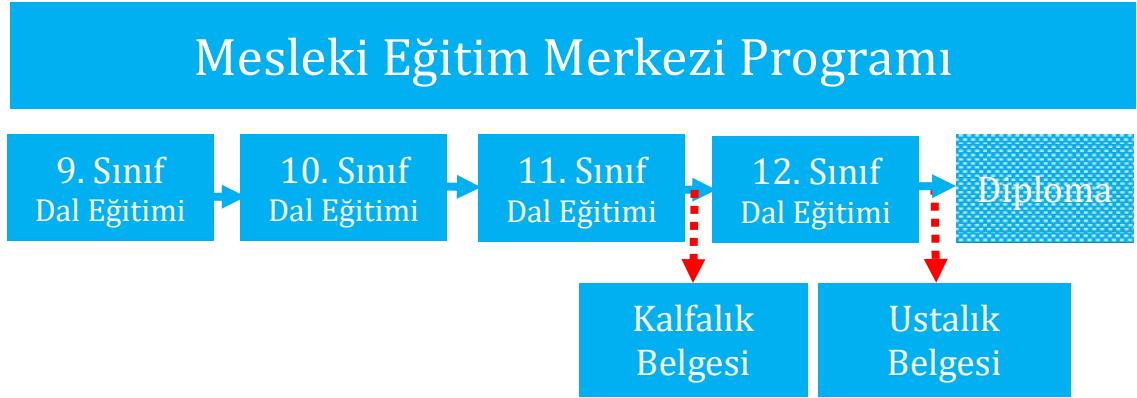 Mesleki Eğitim Merkezi Programı
9. Sınıf
Dal Eğitimi
10. Sınıf
Dal Eğitimi
11. Sınıf
Dal Eğitimi
12. Sınıf
Dal Eğitimi
Diploma
Kalfalık
Belgesi
Ustalık
Belgesi